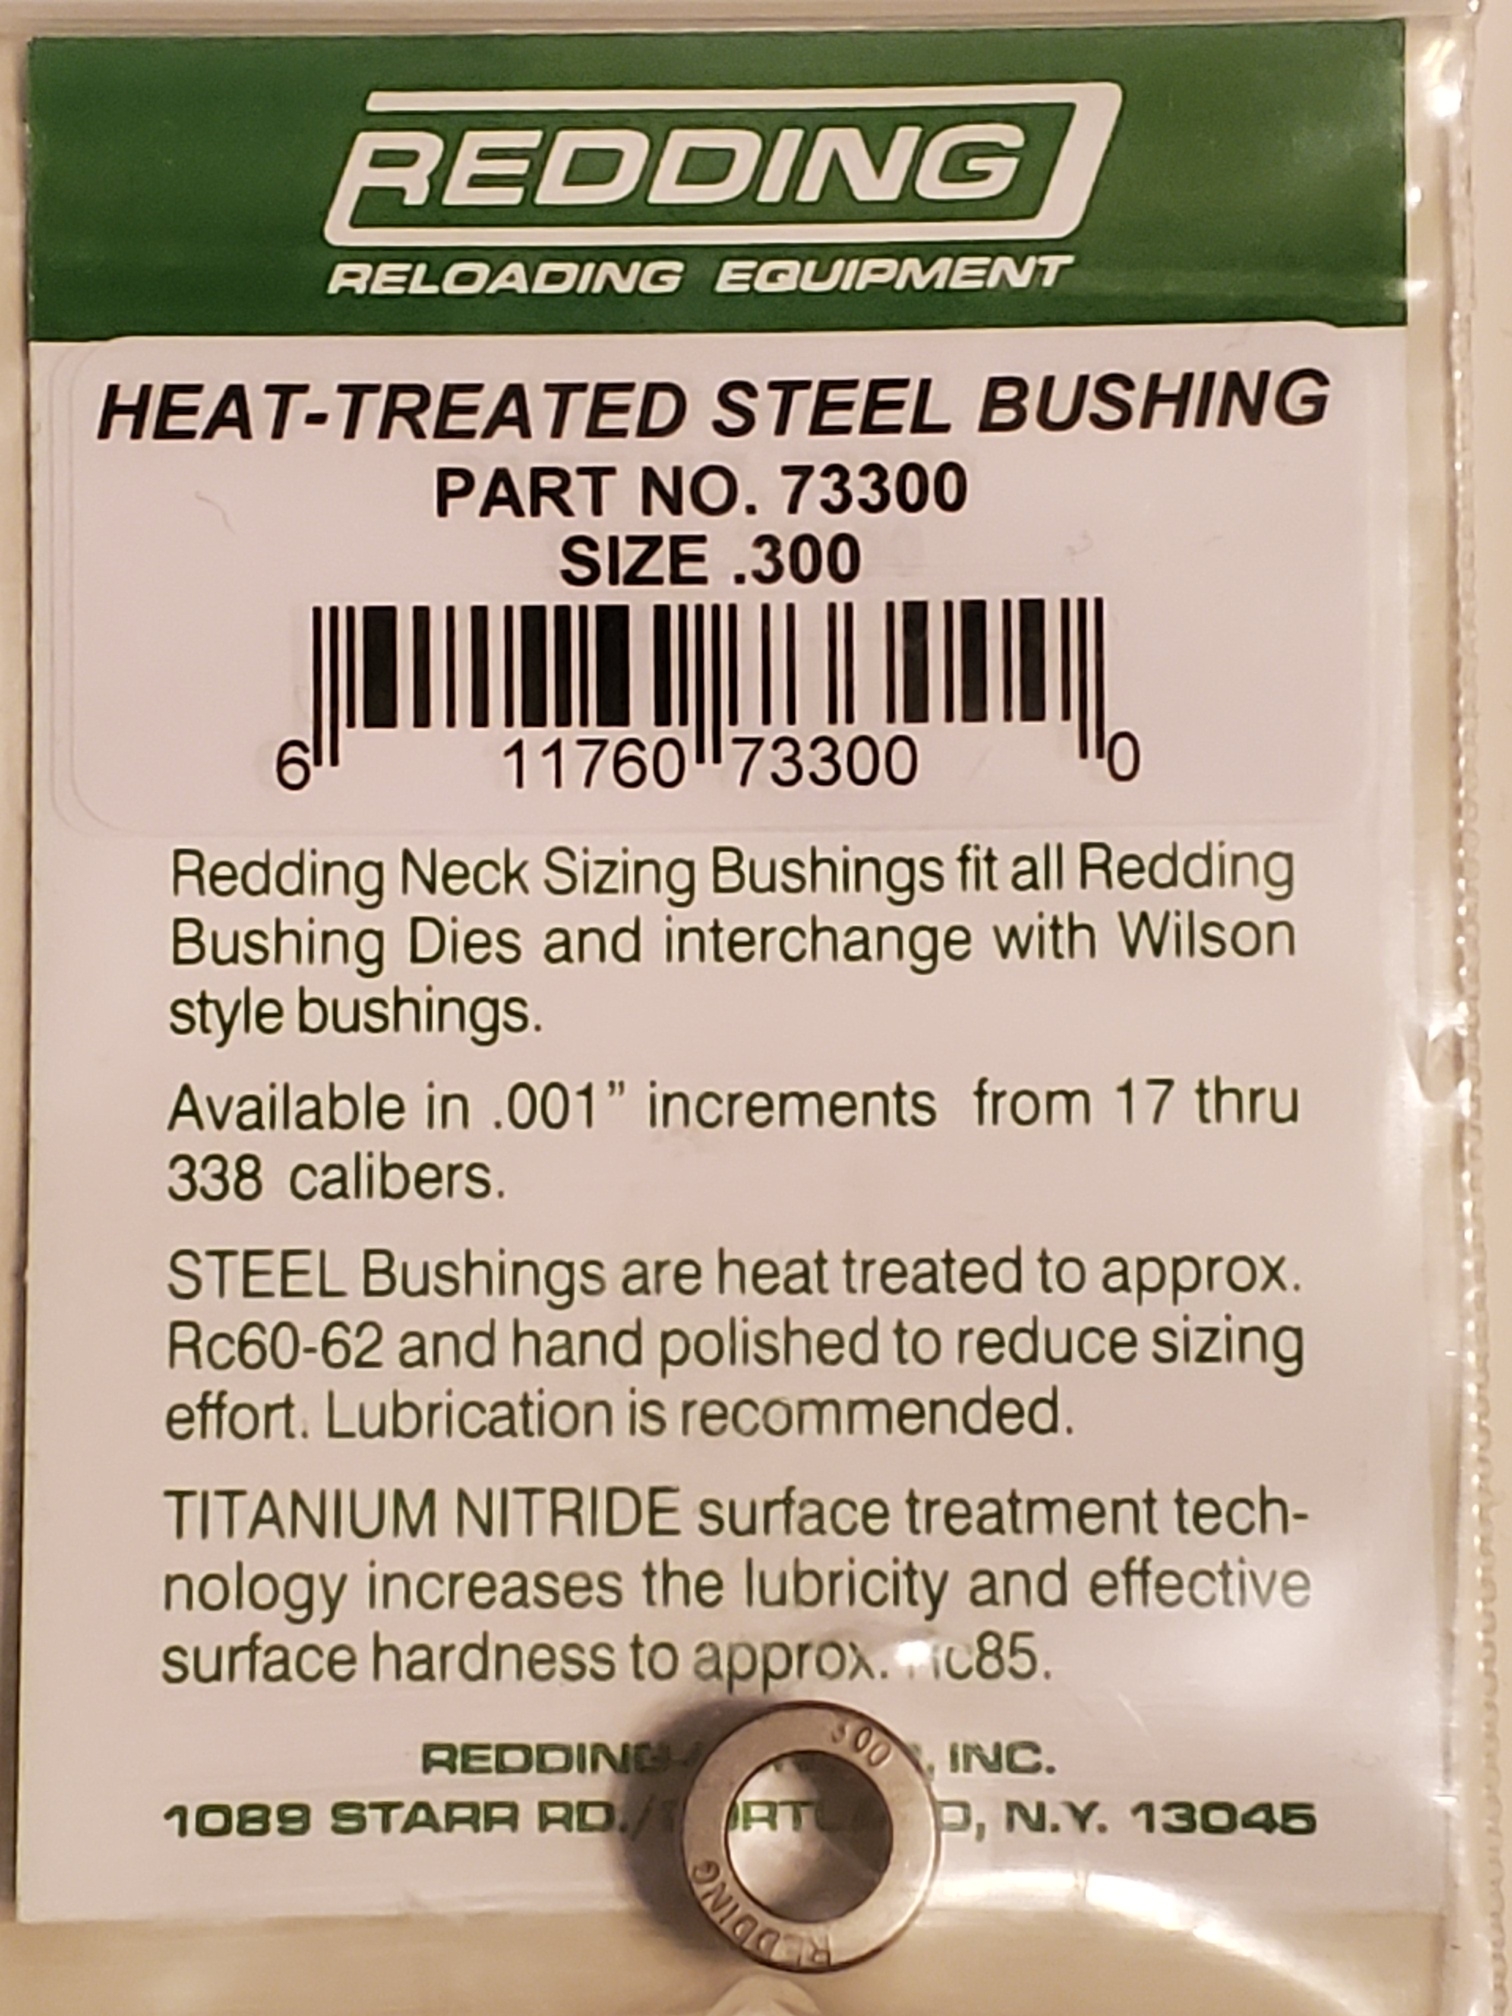 REDDING
RELOADING EQUIPMENT
HEAT-TREATED STEEL BUSHING
PART NO. 73300
SIZE .300
6 11760 73300 0
Redding Neck Sizing Bushings fit all Redding
Bushing Dies and interchange with Wilson
style bushings.
Available in .001" increments from 17 thru
338 calibers.
STEEL Bushings are heat treated to approx.
Rc60-62 and hand polished to reduce sizing
effort. Lubrication is recommended.
TITANIUM NITRIDE surface treatment tech-
nology increases the lubricity and effective
surface hardness to approx. Rc85.
REDDING INC.
1089 STARR RD./ N.Y. 13045
300
REDDING